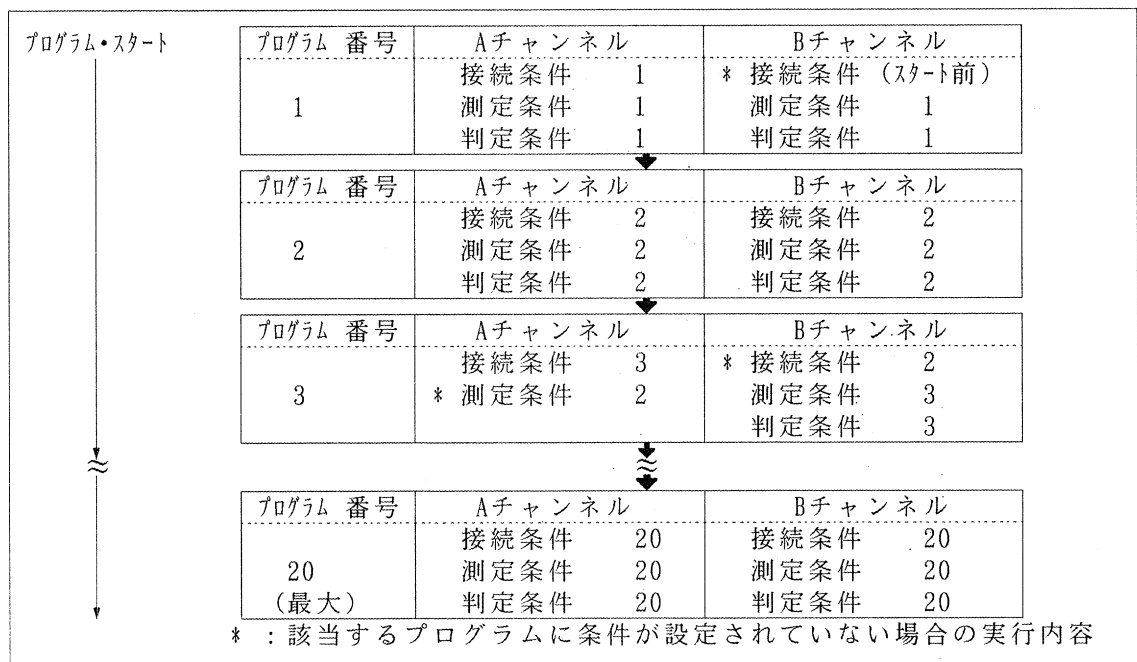 プログラム・スタート
プログラム 番号 Aチャンネル Bチャンネル
接続条件 1 * 接続条件 (スタート前)
1 測定条件 1 測定条件 1
判定条件 1 判定条件 1
プログラム 番号 Aチャンネル Bチャンネル
接続条件 2 接続条件 2
2 測定条件 2 測定条件 2
判定条件 2 判定条件 2
プログラム 番号 Aチャンネル Bチャンネル
接続条件 3 * 接続条件 2
3 * 測定条件 2 測定条件 3
判定条件 3
≈ ≈
プログラム 番号 Aチャンネル Bチャンネル
接続条件 20 接続条件 20
20 測定条件 20 測定条件 20
(最大) 判定条件 20 判定条件 20
* :該当するプログラムに条件が設定されていない場合の実行内容